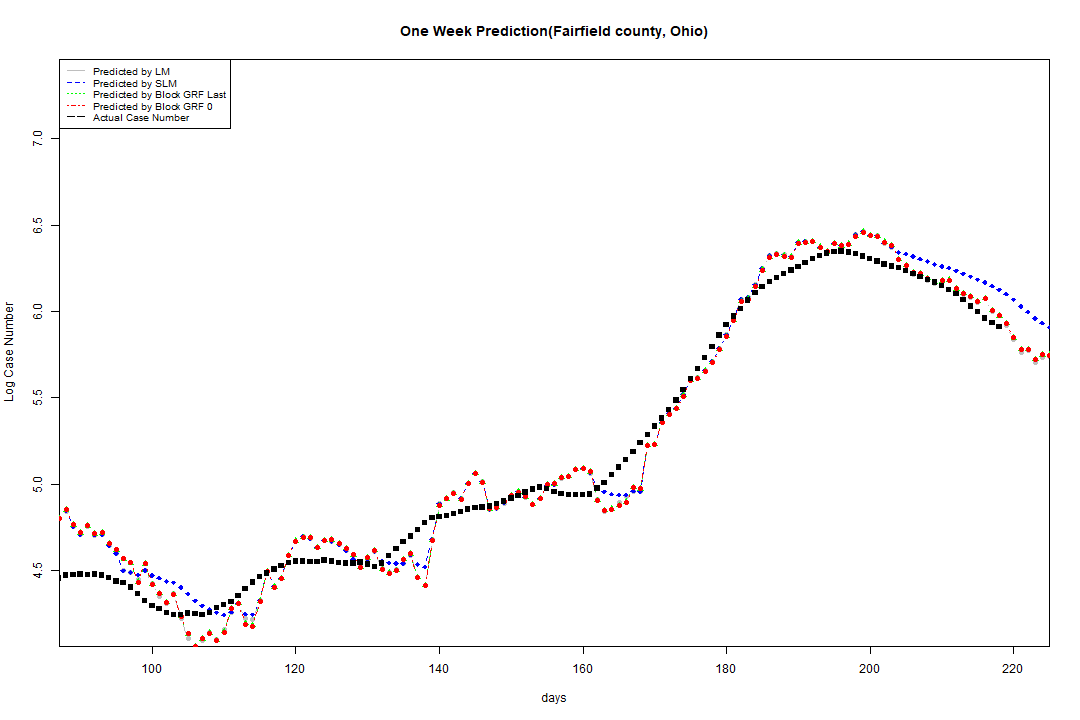 One Week Prediction(Fairfield county, Ohio)
Predicted by LM
Predicted by SLM
Predicted by Block GRF Last
Predicted by Block GRF 0
Actual Case Number
7.0
6.5
6.0
5.5
5.0
4.5
Log Case Number
100 120 140 160 180 200 220
days